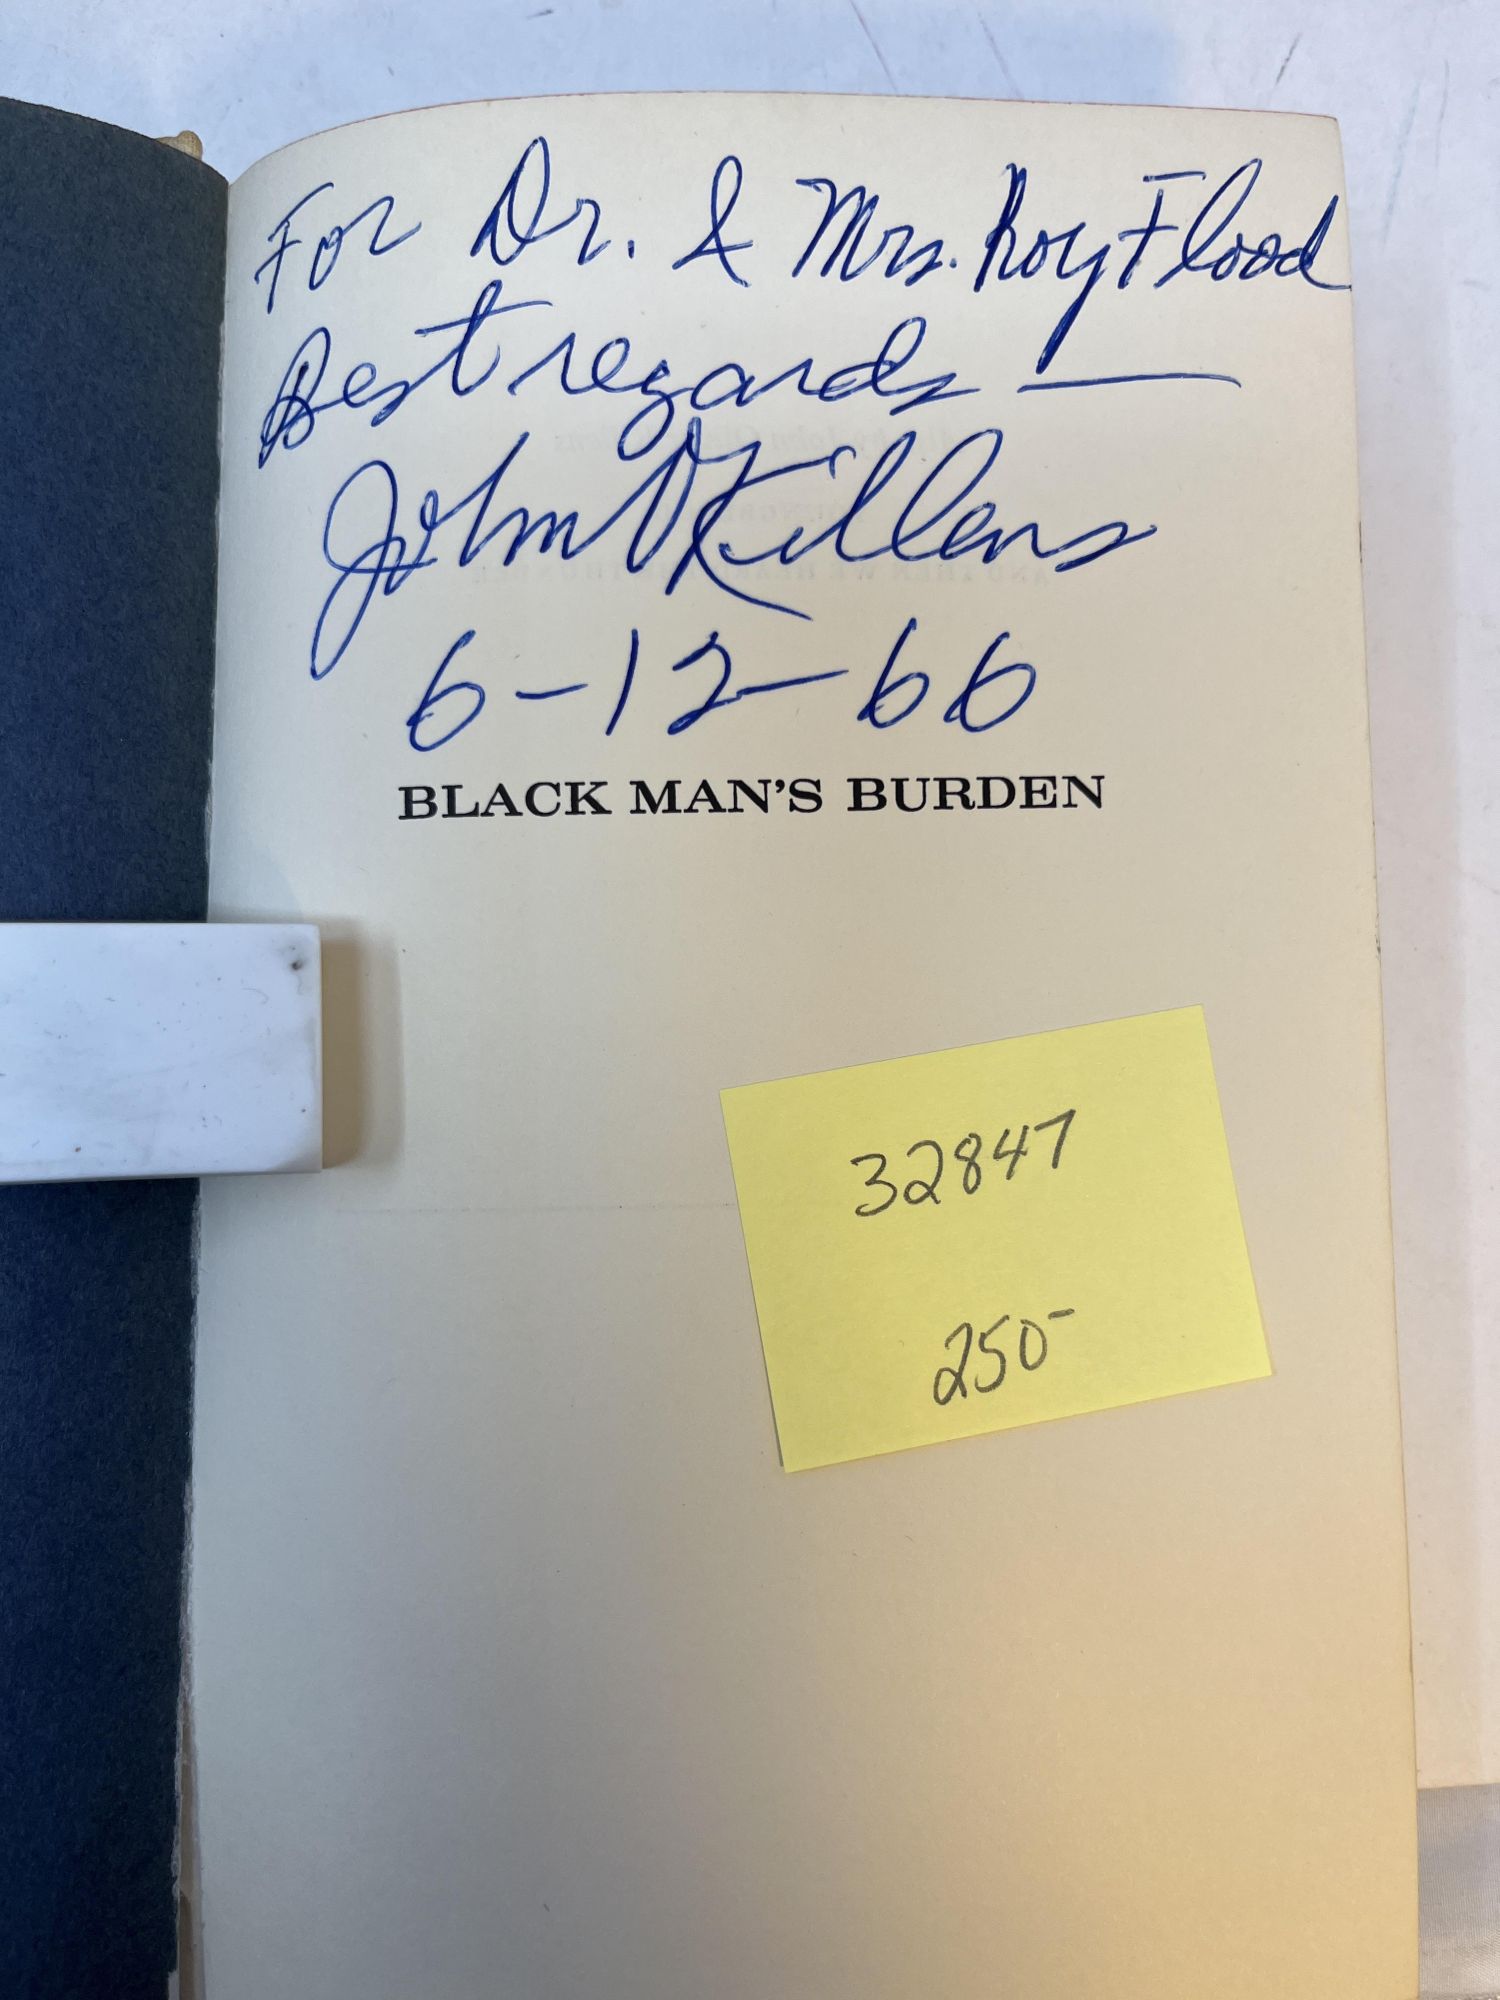 For Dr. & Mrs. Roy Flood
Best regards —
John O Killens
6-12-66
BLACK MAN'S BURDEN
32847
250-